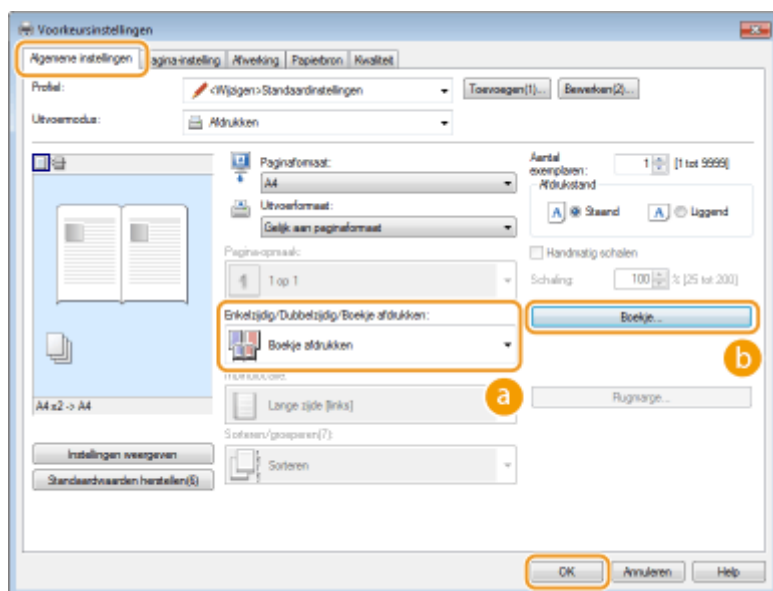 Voorkeursinstellingen
Algemene instellingen Pagina-instelling Afwerking Papierbron Kwaliteit
Profiel: <Wijzigen>Standaardinstellingen Toevoegen(1)... Bewerken(2)...
Uitvoermodus: Afdrukken
Paginaformaat:
A4
Aantal exemplaren: 1 [1 tot 9999]
Uitvoerformaat:
Gelijk aan paginaformaat
Afdrukstand
A Staand A Liggend
Pagina-opmaak:
1 1 op 1
Handmatig schalen
Schaling: 100 % [25 tot 200]
Enkelzijdig/Dubbelzijdig/Boekje afdrukken:
Boekje afdrukken
Boekje...
a
b
Lange zijde [links]
Rugmarge...
A4 x2 -> A4
Sorteren/groeperen(7):
Sorteren
Instellingen weergeven
Standaardwaarden herstellen(6)
OK Annuleren Help